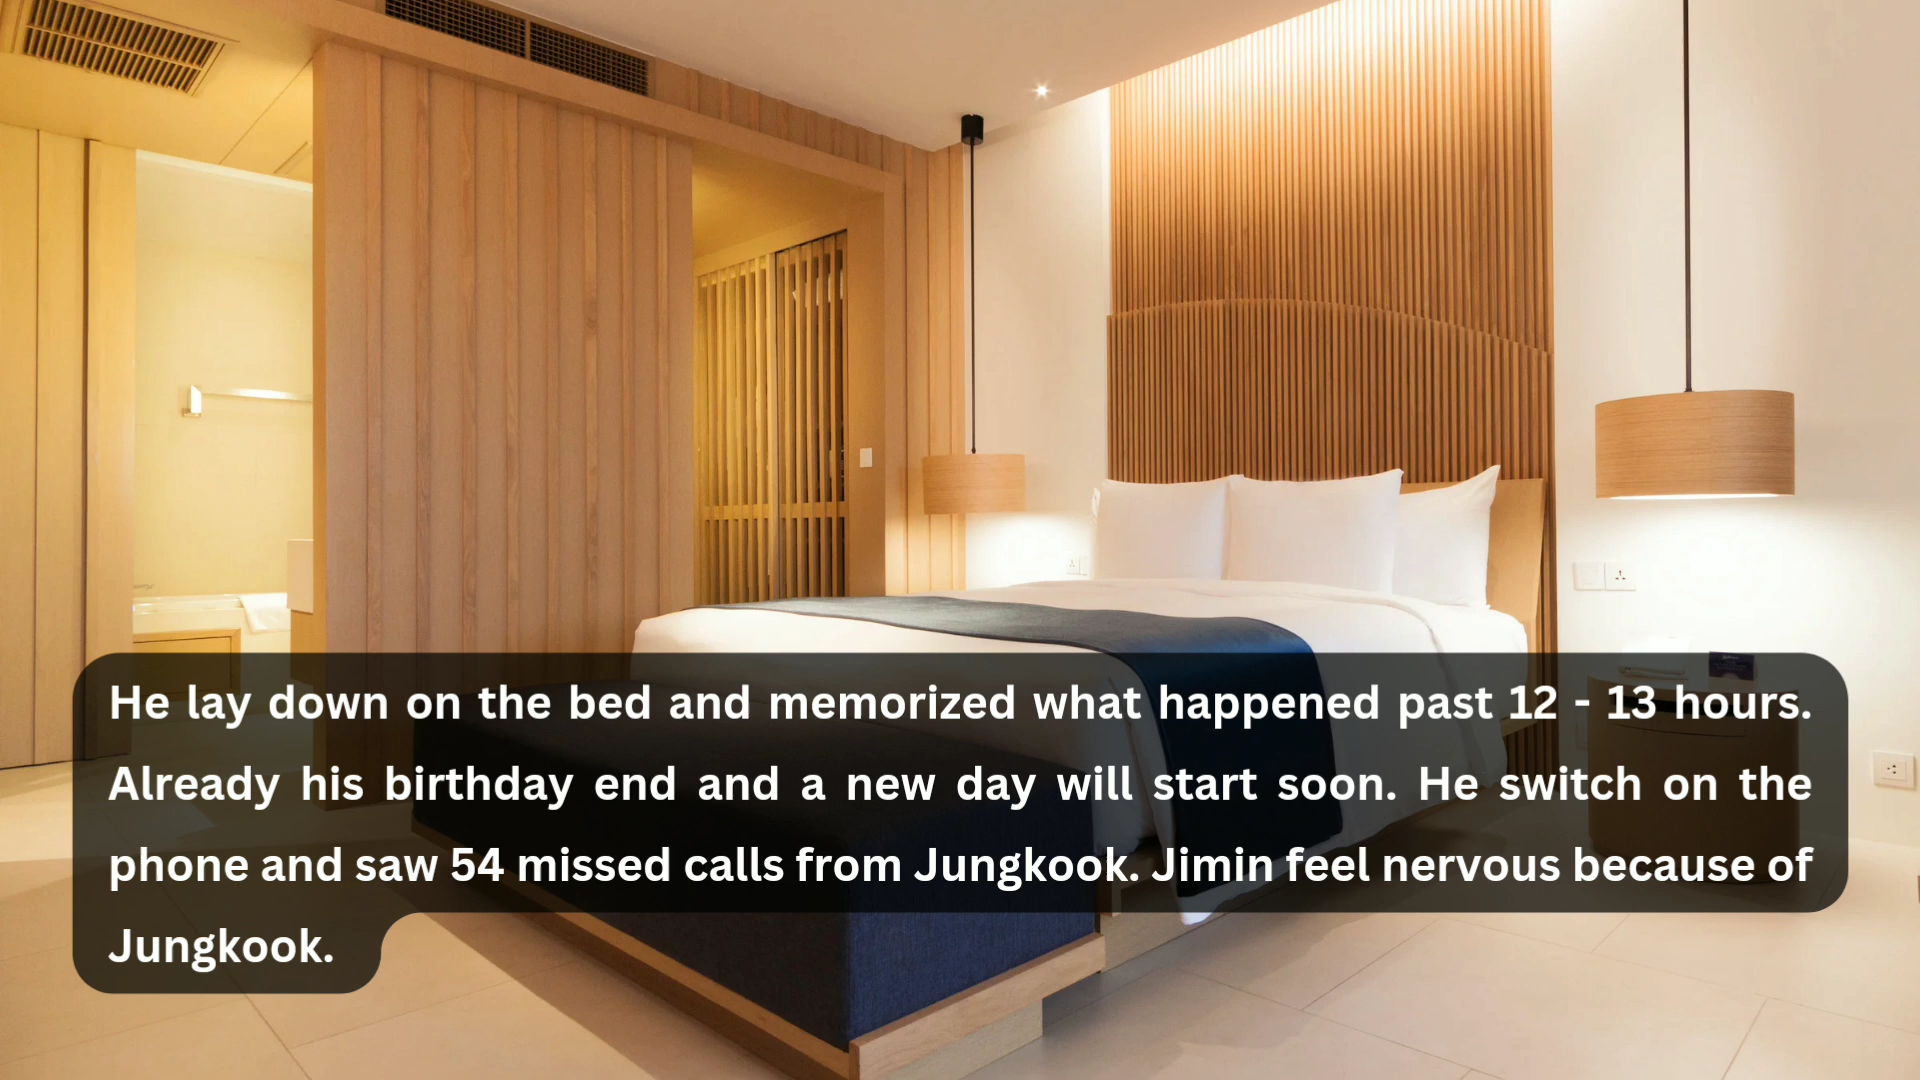 He lay down on the bed and memorized what happened past 12 - 13 hours.
Already his birthday end and a new day will start soon. He switch on the
phone and saw 54 missed calls from Jungkook. Jimin feel nervous because of
Jungkook.